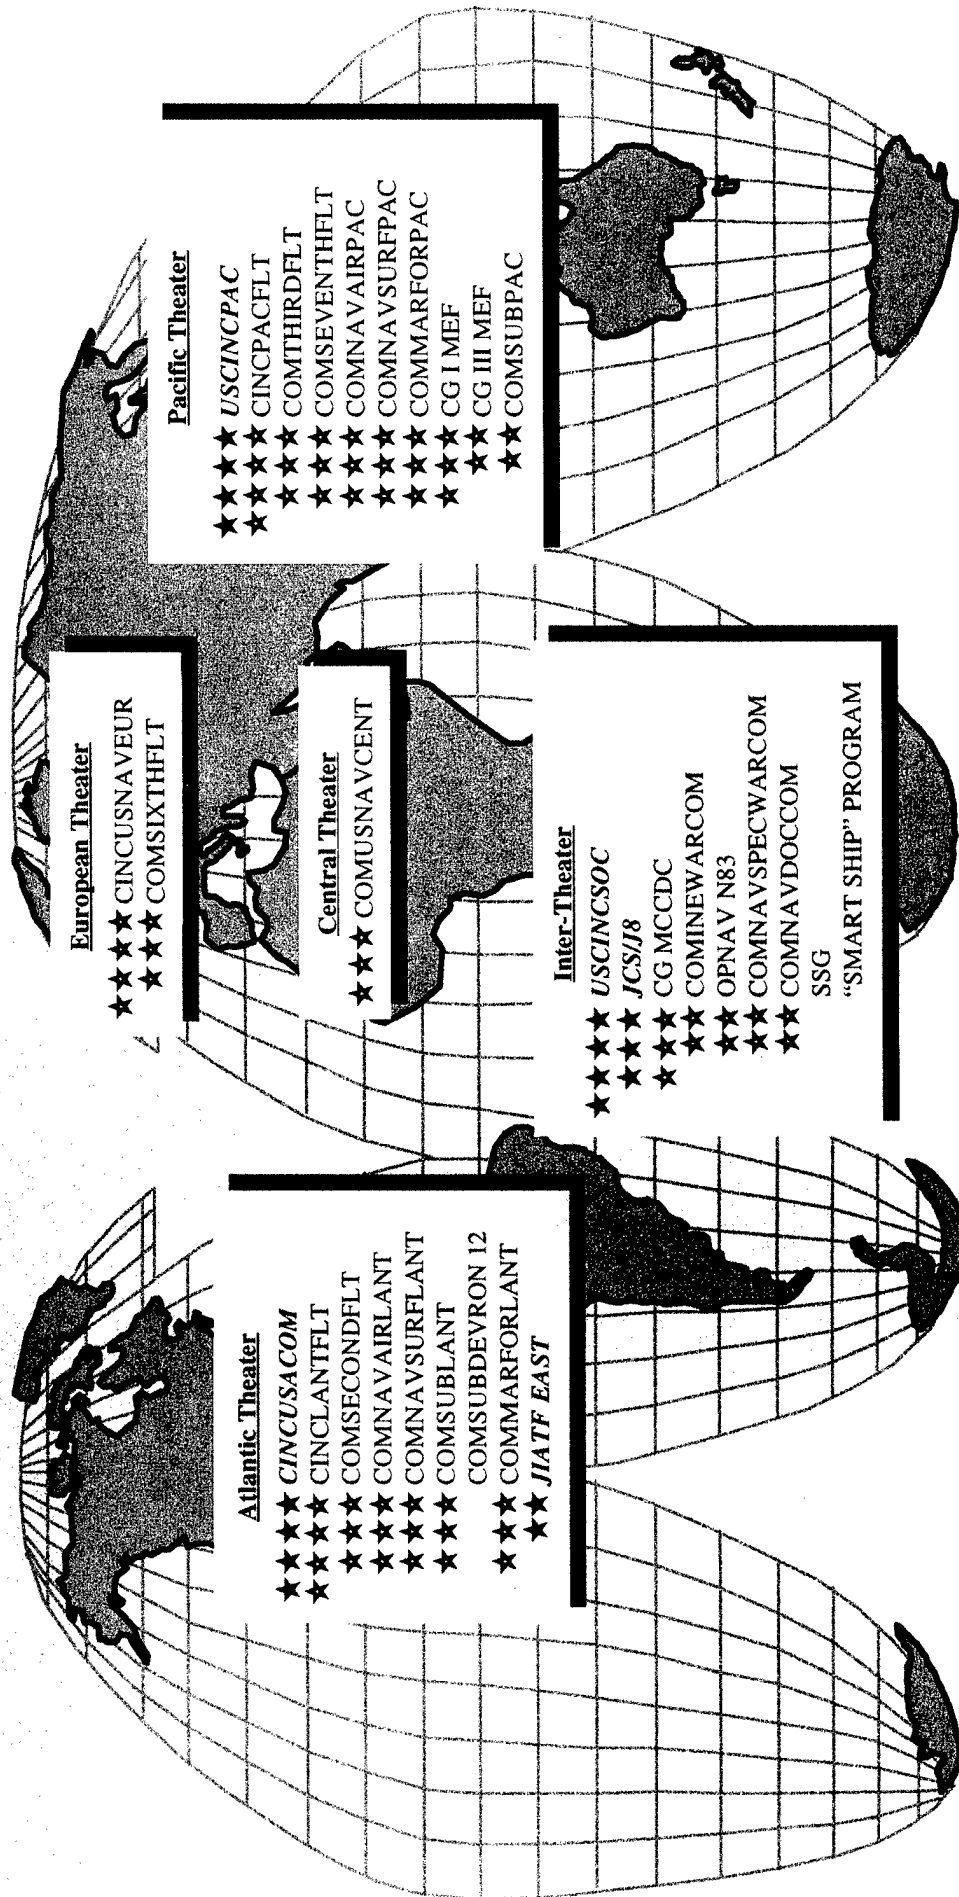 Atlantic Theater
★★★★ CINCUSACOM
★★★★ CINCLANTFLT
★★★ COMSECONDFLT
★★★ COMNAVAIRLANT
★★★ COMNAVSURFLANT
★★★ COMSUBLANT
COMSUBDEVRON 12
★★★ COMMARFORLANT
★★ JIATF EAST
European Theater
★★★★ CINCUSNAVEUR
★★★ COMSIXTHFLT
Central Theater
★★★ COMUSNAVCENT
Inter-Theater
★★★★ USCINCSOC
★★★ JCS/J8
★★★ CG MCCDC
★★ COMINEWARCOM
★★ OPNAV N83
★★ COMNAVSPECWARCOM
★★ COMNAVDOCCOM
SSG
"SMART SHIP" PROGRAM
Pacific Theater
★★★★ USCINCPAC
★★★★ CINCPACFLT
★★★ COMTHIRDFLT
★★★ COMSEVENTHFLT
★★★ COMNAVAIRPAC
★★★ COMNAVSURFPAC
★★★ COMMARFORPAC
★★★ CG I MEF
★★ CG III MEF
★★ COMSUBPAC